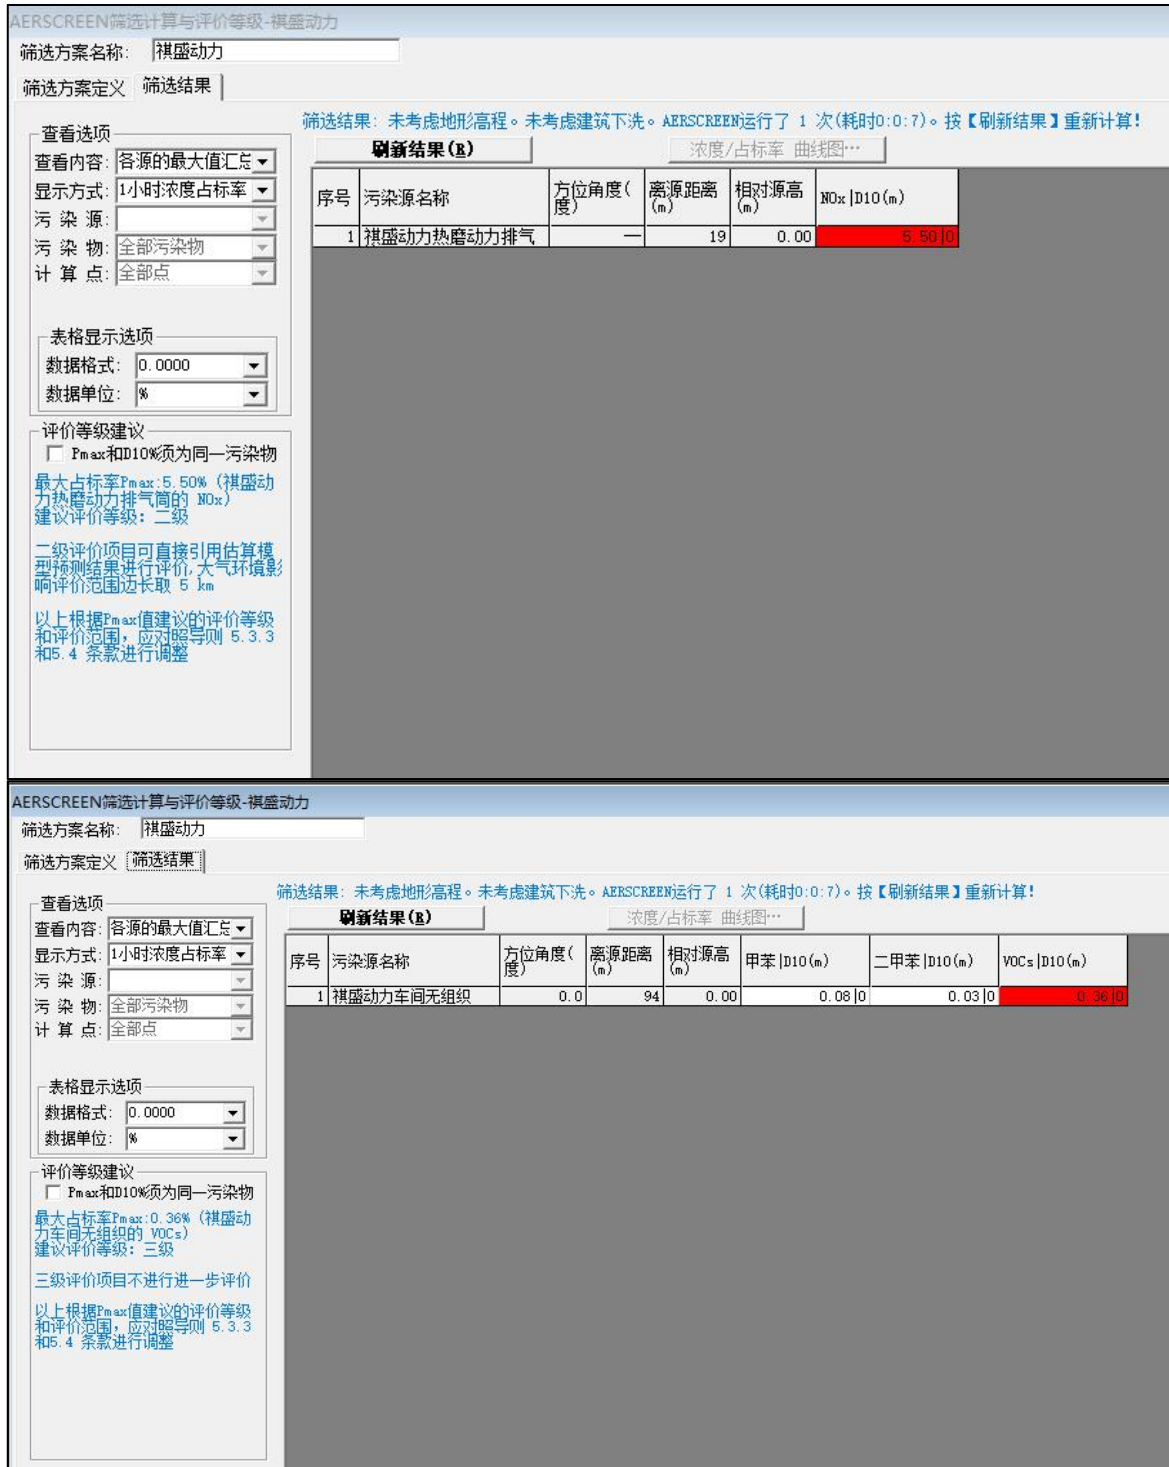 AERSCREEN筛选计算与评价等级-祺盛动力
筛选方案名称: 祺盛动力
筛选方案定义 筛选结果
筛选结果: 未考虑地形高程。未考虑建筑下洗。AERSCREEN运行了 1 次(耗时0:0:7)。按【刷新结果】重新计算!
查看选项
刷新结果(R) 浓度/占标率 曲线图…
查看内容: 各源的最大值汇总
显示方式: 1小时浓度占标率
污 染 源:
污 染 物: 全部污染物
计 算 点: 全部点
序号 污染源名称 方位角度(度) 离源距离(m) 相对源高(m) NOx|D10(m)
1 祺盛动力热磨动力排气 — 19 0.00 5.50|0
表格显示选项
数据格式: 0.0000
数据单位: %
评价等级建议
Pmax和D10%须为同一污染物
最大占标率Pmax:5.50% (祺盛动
力热磨动力排气筒的 NOx)
建议评价等级: 二级
二级评价项目可直接引用估算模
型预测结果进行评价,大气环境影
响评价范围边长取 5 km
以上根据Pmax值建议的评价等级
和评价范围,应对照导则 5.3.3
和5.4 条款进行调整
AERSCREEN筛选计算与评价等级-祺盛动力
筛选方案名称: 祺盛动力
筛选方案定义 筛选结果
筛选结果: 未考虑地形高程。未考虑建筑下洗。AERSCREEN运行了 1 次(耗时0:0:7)。按【刷新结果】重新计算!
查看选项
刷新结果(R) 浓度/占标率 曲线图…
查看内容: 各源的最大值汇总
显示方式: 1小时浓度占标率
污 染 源:
污 染 物: 全部污染物
计 算 点: 全部点
序号 污染源名称 方位角度(度) 离源距离(m) 相对源高(m) 甲苯|D10(m) 二甲苯|D10(m) VOCs|D10(m)
1 祺盛动力车间无组织 0.0 94 0.00 0.08|0 0.03|0 0.36|0
表格显示选项
数据格式: 0.0000
数据单位: %
评价等级建议
Pmax和D10%须为同一污染物
最大占标率Pmax:0.36% (祺盛动
力车间无组织的 VOCs)
建议评价等级: 三级
三级评价项目不进行进一步评价
以上根据Pmax值建议的评价等级
和评价范围,应对照导则 5.3.3
和5.4 条款进行调整